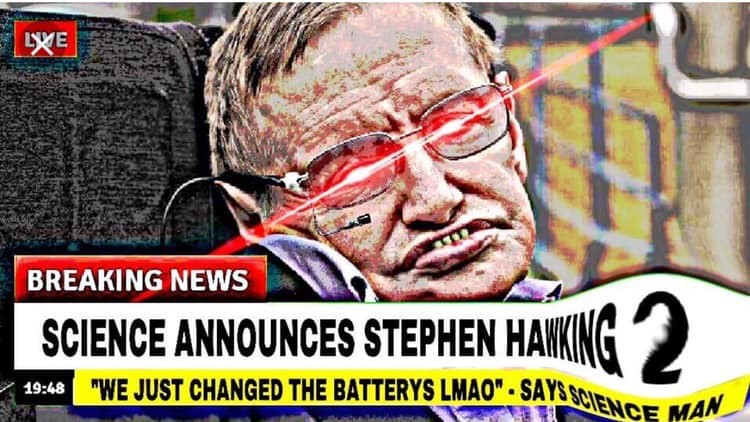 LIVE
BREAKING NEWS
SCIENCE ANNOUNCES STEPHEN HAWKING 2
19:48 "WE JUST CHANGED THE BATTERYS LMAO" - SAYS SCIENCE MAN